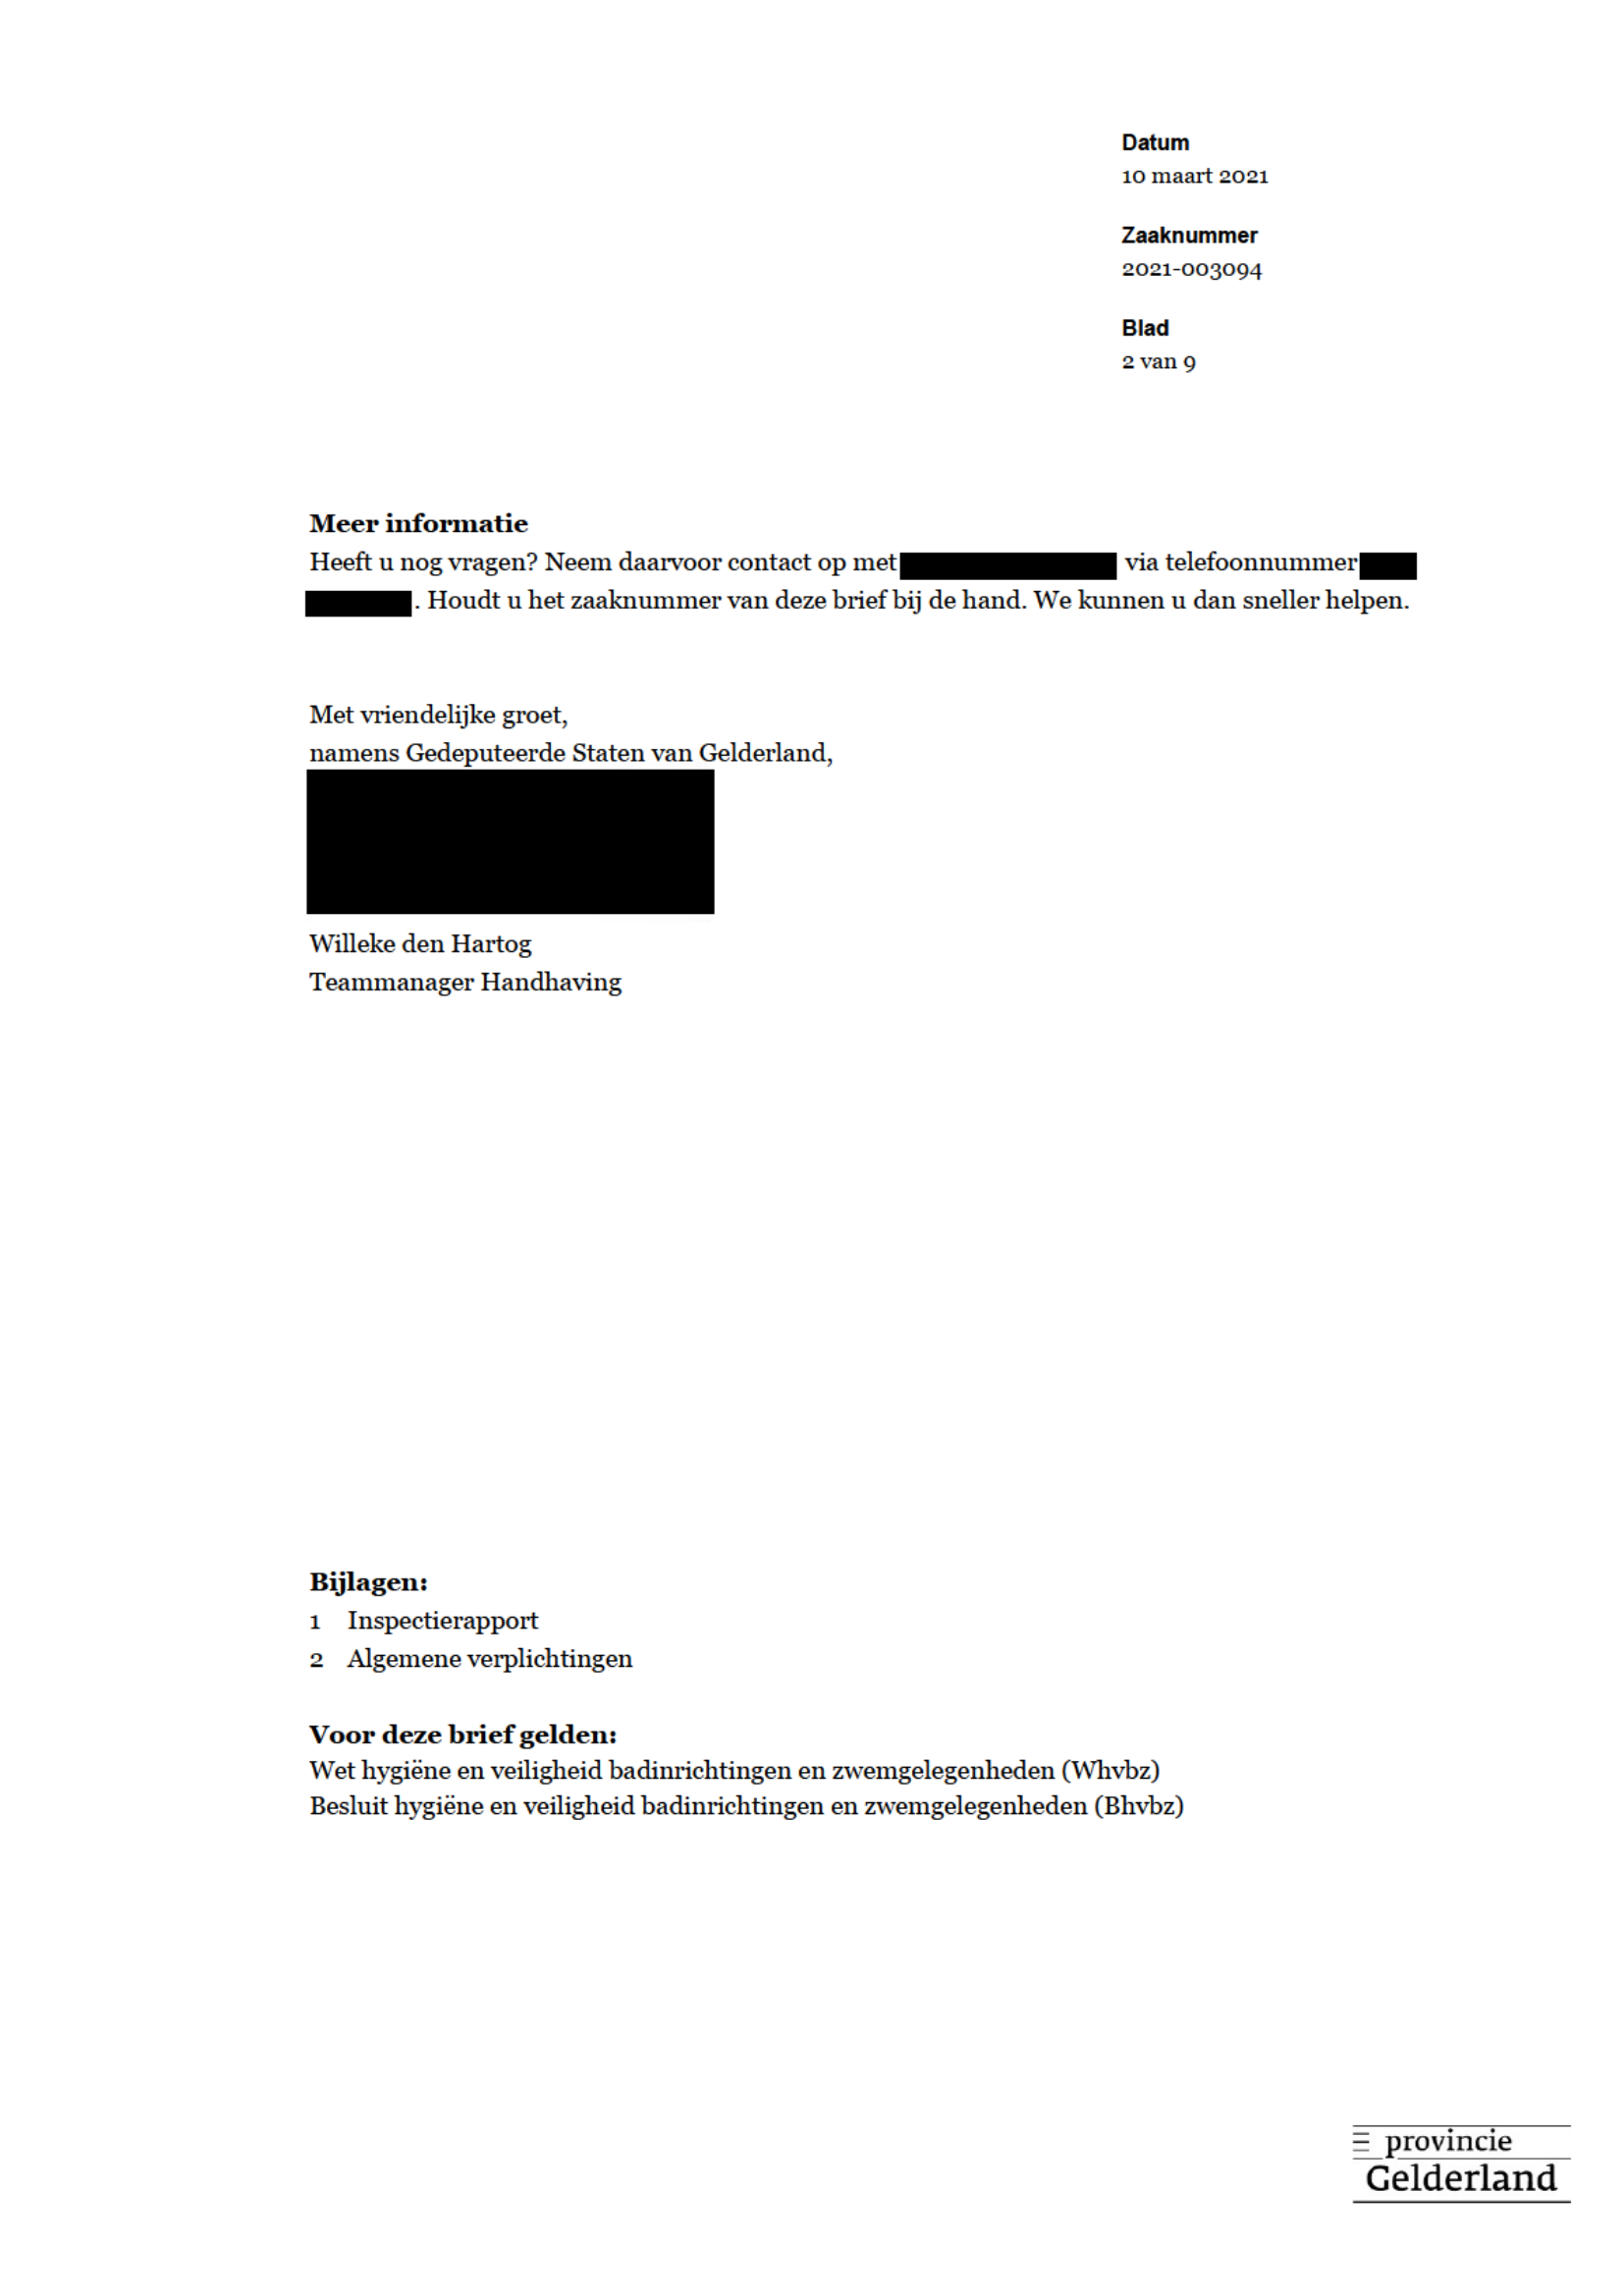 Datum
10 maart 2021
Zaaknummer
2021-003094
Blad
2 van 9
Meer informatie
Heeft u nog vragen? Neem daarvoor contact op met via telefoonnummer
. Houdt u het zaaknummer van deze brief bij de hand. We kunnen u dan sneller helpen.
Met vriendelijke groet,
namens Gedeputeerde Staten van Gelderland,
Willeke den Hartog
Teammanager Handhaving
Bijlagen:
1 Inspectierapport
2 Algemene verplichtingen
Voor deze brief gelden:
Wet hygiëne en veiligheid badinrichtingen en zwemgelegenheden (Whvbz)
Besluit hygiëne en veiligheid badinrichtingen en zwemgelegenheden (Bhvbz)
provincie
Gelderland